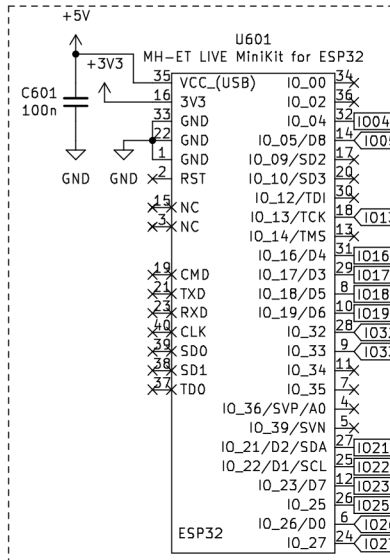 +5V
U601
MH-ET LIVE MiniKit for ESP32
+3V3
C601
100n
GND
GND
35 VCC_(USB) IO_00 34
16 3V3 IO_02 36
33 GND IO_04 32 IO04
22 GND IO_05/D8 14 IO05
1 GND IO_09/SD2 17
2 RST IO_10/SD3 20
IO_12/TDI 30
15 NC IO_13/TCK 18 IO13
3 NC IO_14/TMS 13
IO_16/D4 31 IO16
19 CMD IO_17/D3 29 IO17
21 TXD IO_18/D5 8 IO18
23 RXD IO_19/D6 10 IO19
40 CLK IO_32 28 IO32
39 SD0 IO_33 9 IO33
38 SD1 IO_34 11
37 TD0 IO_35 7
IO_36/SVP/A0 4
IO_39/SVN 5
IO_21/D2/SDA 27 IO21
IO_22/D1/SCL 25 IO22
IO_23/D7 12 IO23
IO_25 26 IO25
IO_26/D0 6 IO26
ESP32 IO_27 24 IO27